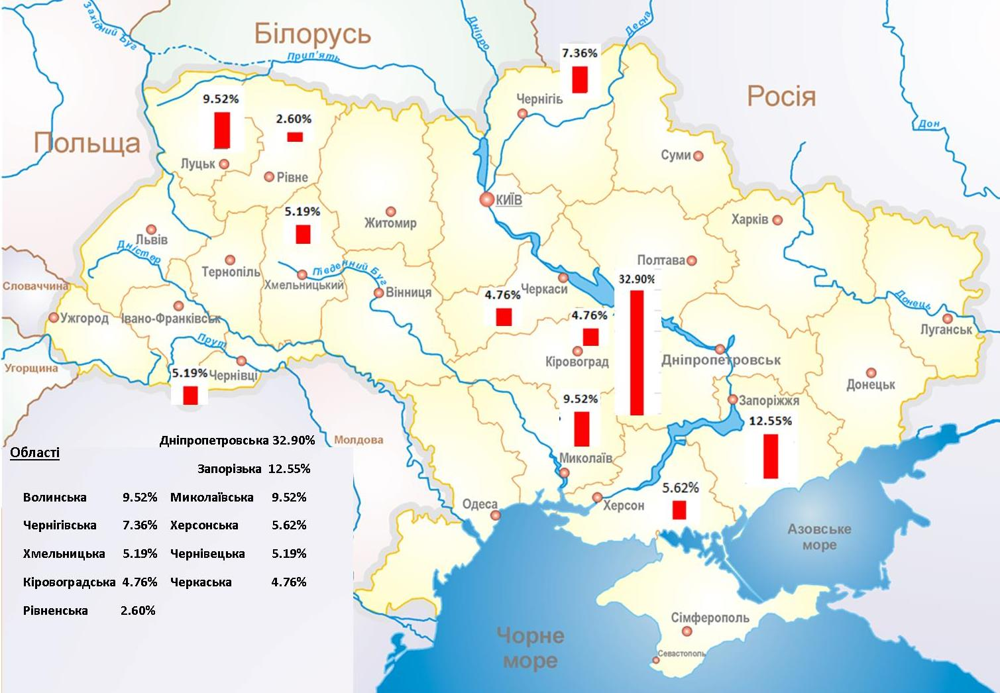 Західний Буг
Білорусь
Прип'ять
Дніпро
Десна
7.36%
Росія
Чернігів
9.52%
2.60%
Дон
Польща
Луцьк
Рівне
Суми
КИЇВ
5.19%
Житомир
Харків
Львів
Дністер
Тернопіль
Хмельницький
Південний Буг
Вінниця
Полтава
32.90%
Словаччина
Черкаси
4.76%
4.76%
Ужгород
Івано-Франківськ
Донець
Луганськ
Прут
Кіровоград
Дніпропетровськ
Угорщина
5.19%
Чернівці
Донецьк
9.52%
Запоріжжя
12.55%
Молдова
Миколаїв
5.62%
Одеса
Херсон
Азовське
море
Сімферополь
Севастополь
Чорне
море
Дніпропетровська 32.90%
Області
Запорізька 12.55%
Волинська 9.52% Миколаївська 9.52%
Чернігівська 7.36% Херсонська 5.62%
Хмельницька 5.19% Чернівецька 5.19%
Кіровоградська 4.76% Черкаська 4.76%
Рівненська 2.60%